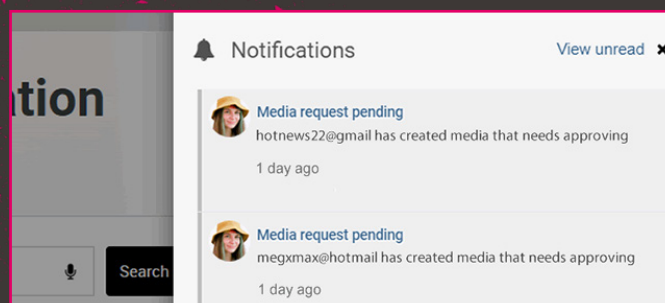 Notifications
View unread
ation
Media request pending
hotnews22@gmail has created media that needs approving
1 day ago
Media request pending
megxmax@hotmail has created media that needs approving
Search
1 day ago